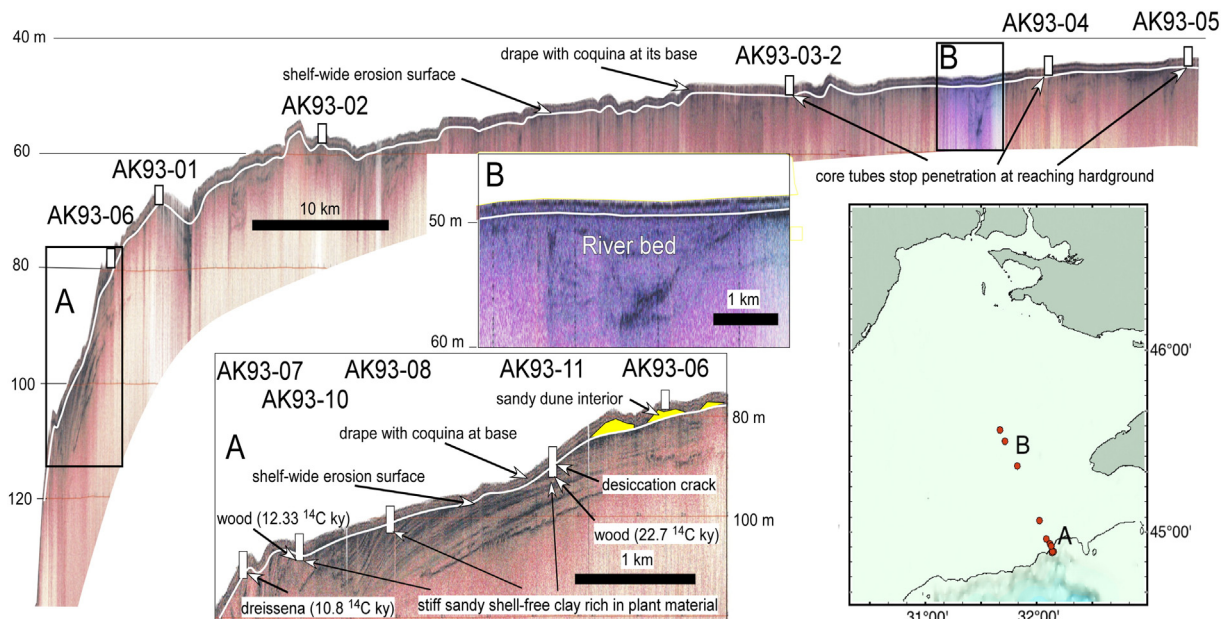 40 m
60
80
100
120
AK93-06
AK93-01
AK93-02
AK93-03-2
AK93-04
AK93-05
shelf-wide erosion surface
drape with coquina at its base
core tubes stop penetration at reaching hardground
10 km
A
B
B
50 m
60 m
River bed
1 km
AK93-07
AK93-10
AK93-08
AK93-11
AK93-06
A
sandy dune interior
drape with coquina at base
shelf-wide erosion surface
desiccation crack
wood (12.33 ¹⁴C ky)
wood (22.7 ¹⁴C ky)
dreissena (10.8 ¹⁴C ky)
stiff sandy shell-free clay rich in plant material
80 m
100 m
1 km
B
A
46°00'
45°00'
31°00'
32°00'